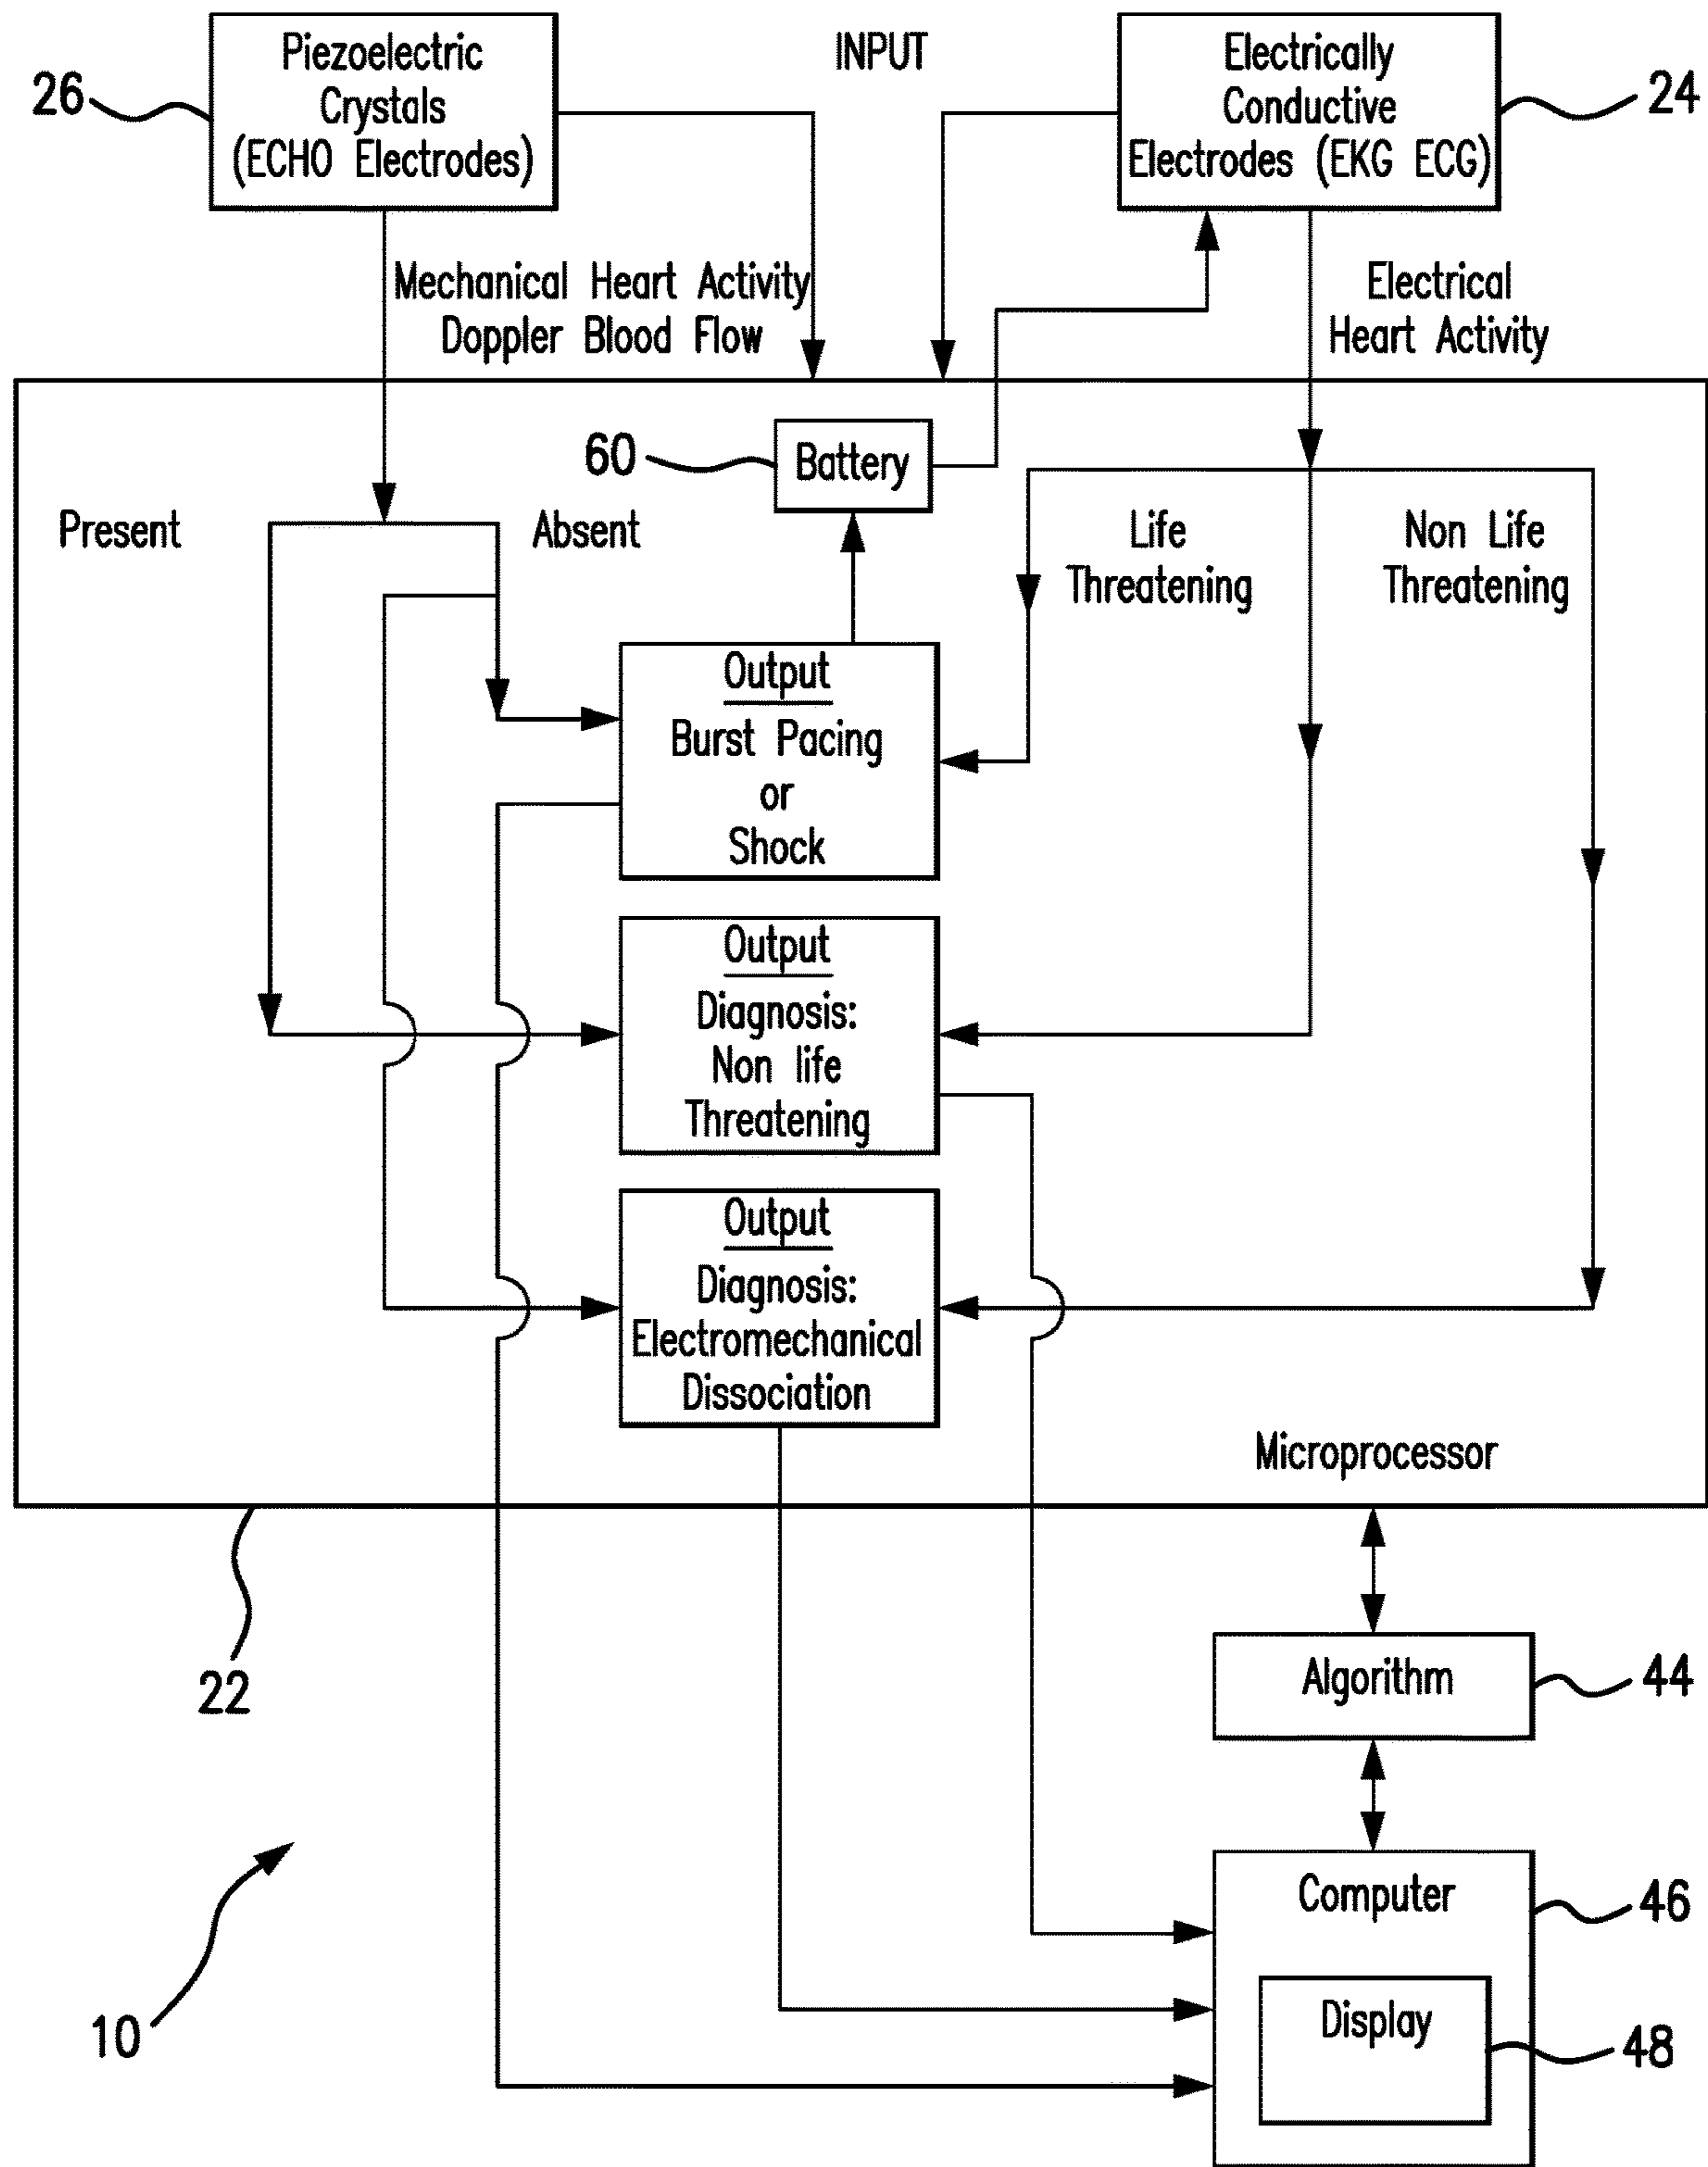 Piezoelectric
Crystals
(ECHO Electrodes)
26
INPUT
Electrically
Conductive
Electrodes (EKG ECG)
24
Mechanical Heart Activity
Doppler Blood Flow
Electrical
Heart Activity
60
Battery
Present
Absent
Life
Threatening
Non Life
Threatening
Output
Burst Pacing
or
Shock
Output
Diagnosis:
Non life
Threatening
Output
Diagnosis:
Electromechanical
Dissociation
Microprocessor
22
Algorithm
44
Computer
46
Display
48
10